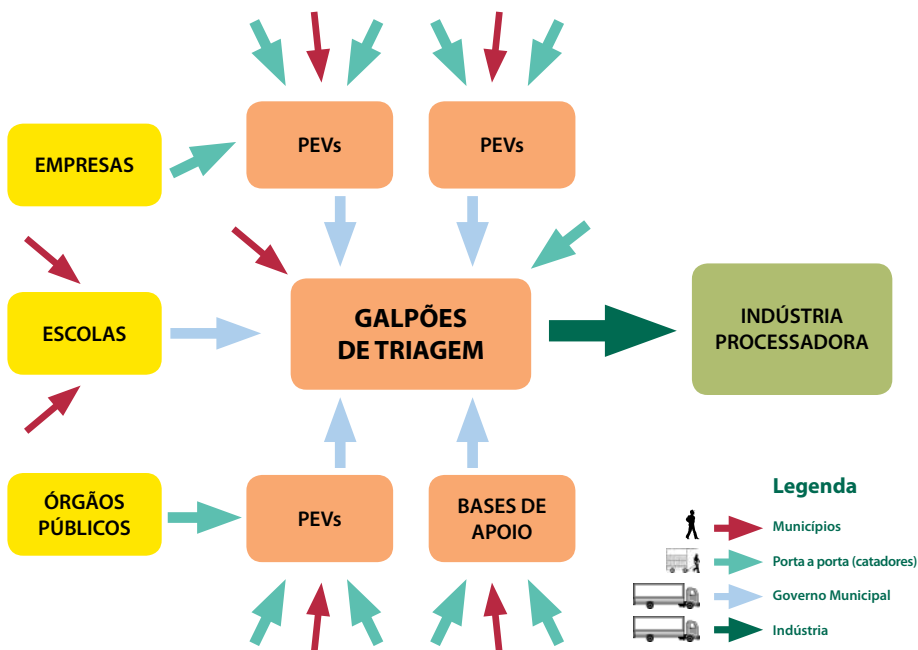 PEVs
PEVs
EMPRESAS
ESCOLAS
GALPÕES
DE TRIAGEM
INDÚSTRIA
PROCESSADORA
ÓRGÃOS
PÚBLICOS
PEVs
BASES DE
APOIO
Legenda
Municípios
Porta a porta (catadores)
Governo Municipal
Indústria